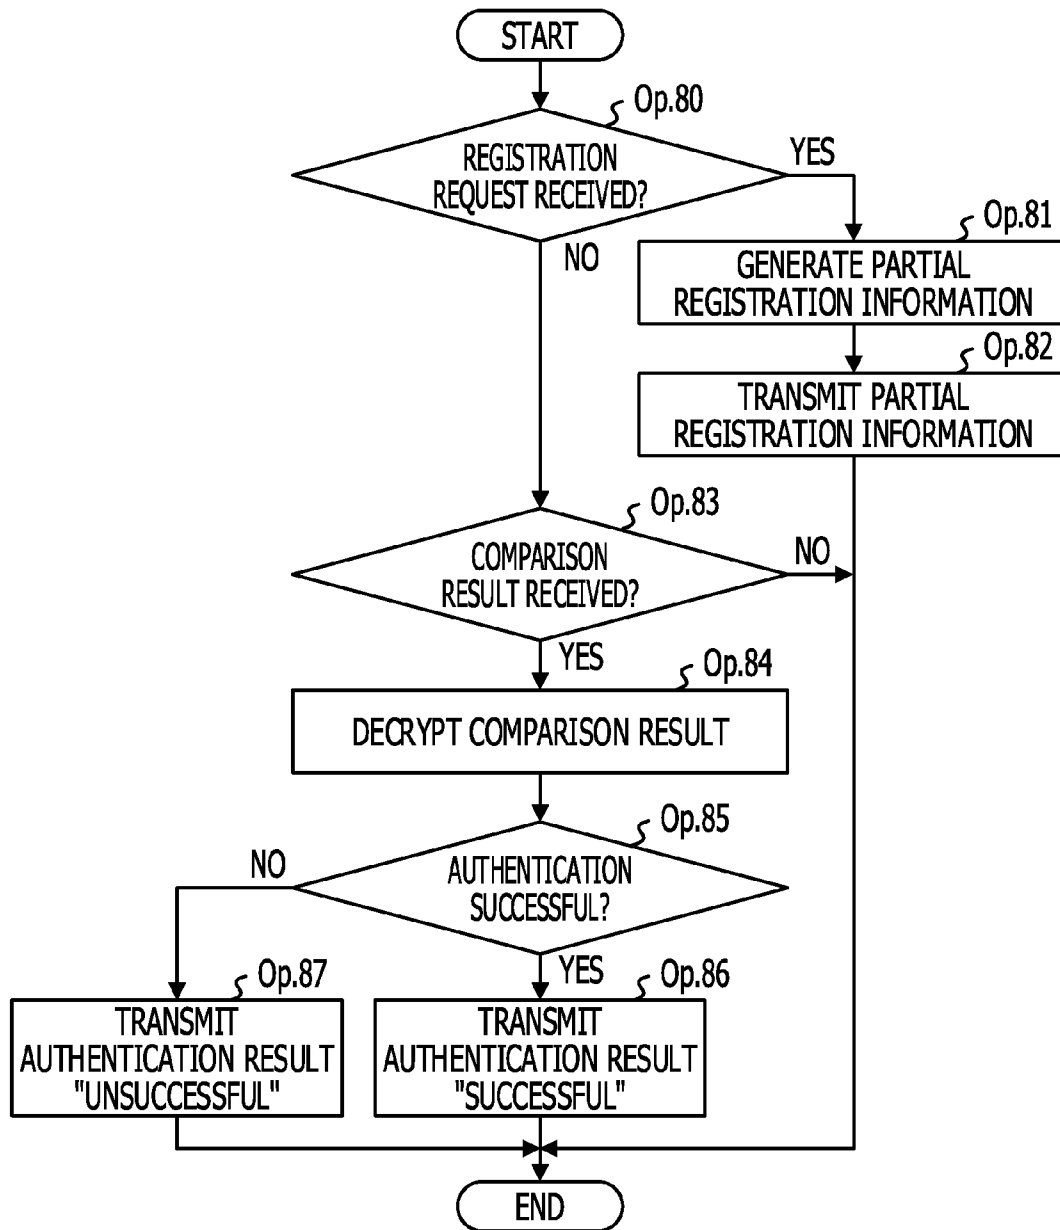 START
Op.80
REGISTRATION
REQUEST RECEIVED?
YES
NO
Op.81
GENERATE PARTIAL
REGISTRATION INFORMATION
Op.82
TRANSMIT PARTIAL
REGISTRATION INFORMATION
Op.83
COMPARISON
RESULT RECEIVED?
NO
YES
Op.84
DECRYPT COMPARISON RESULT
Op.85
AUTHENTICATION
SUCCESSFUL?
NO
YES
Op.87
TRANSMIT
AUTHENTICATION RESULT
"UNSUCCESSFUL"
Op.86
TRANSMIT
AUTHENTICATION RESULT
"SUCCESSFUL"
END